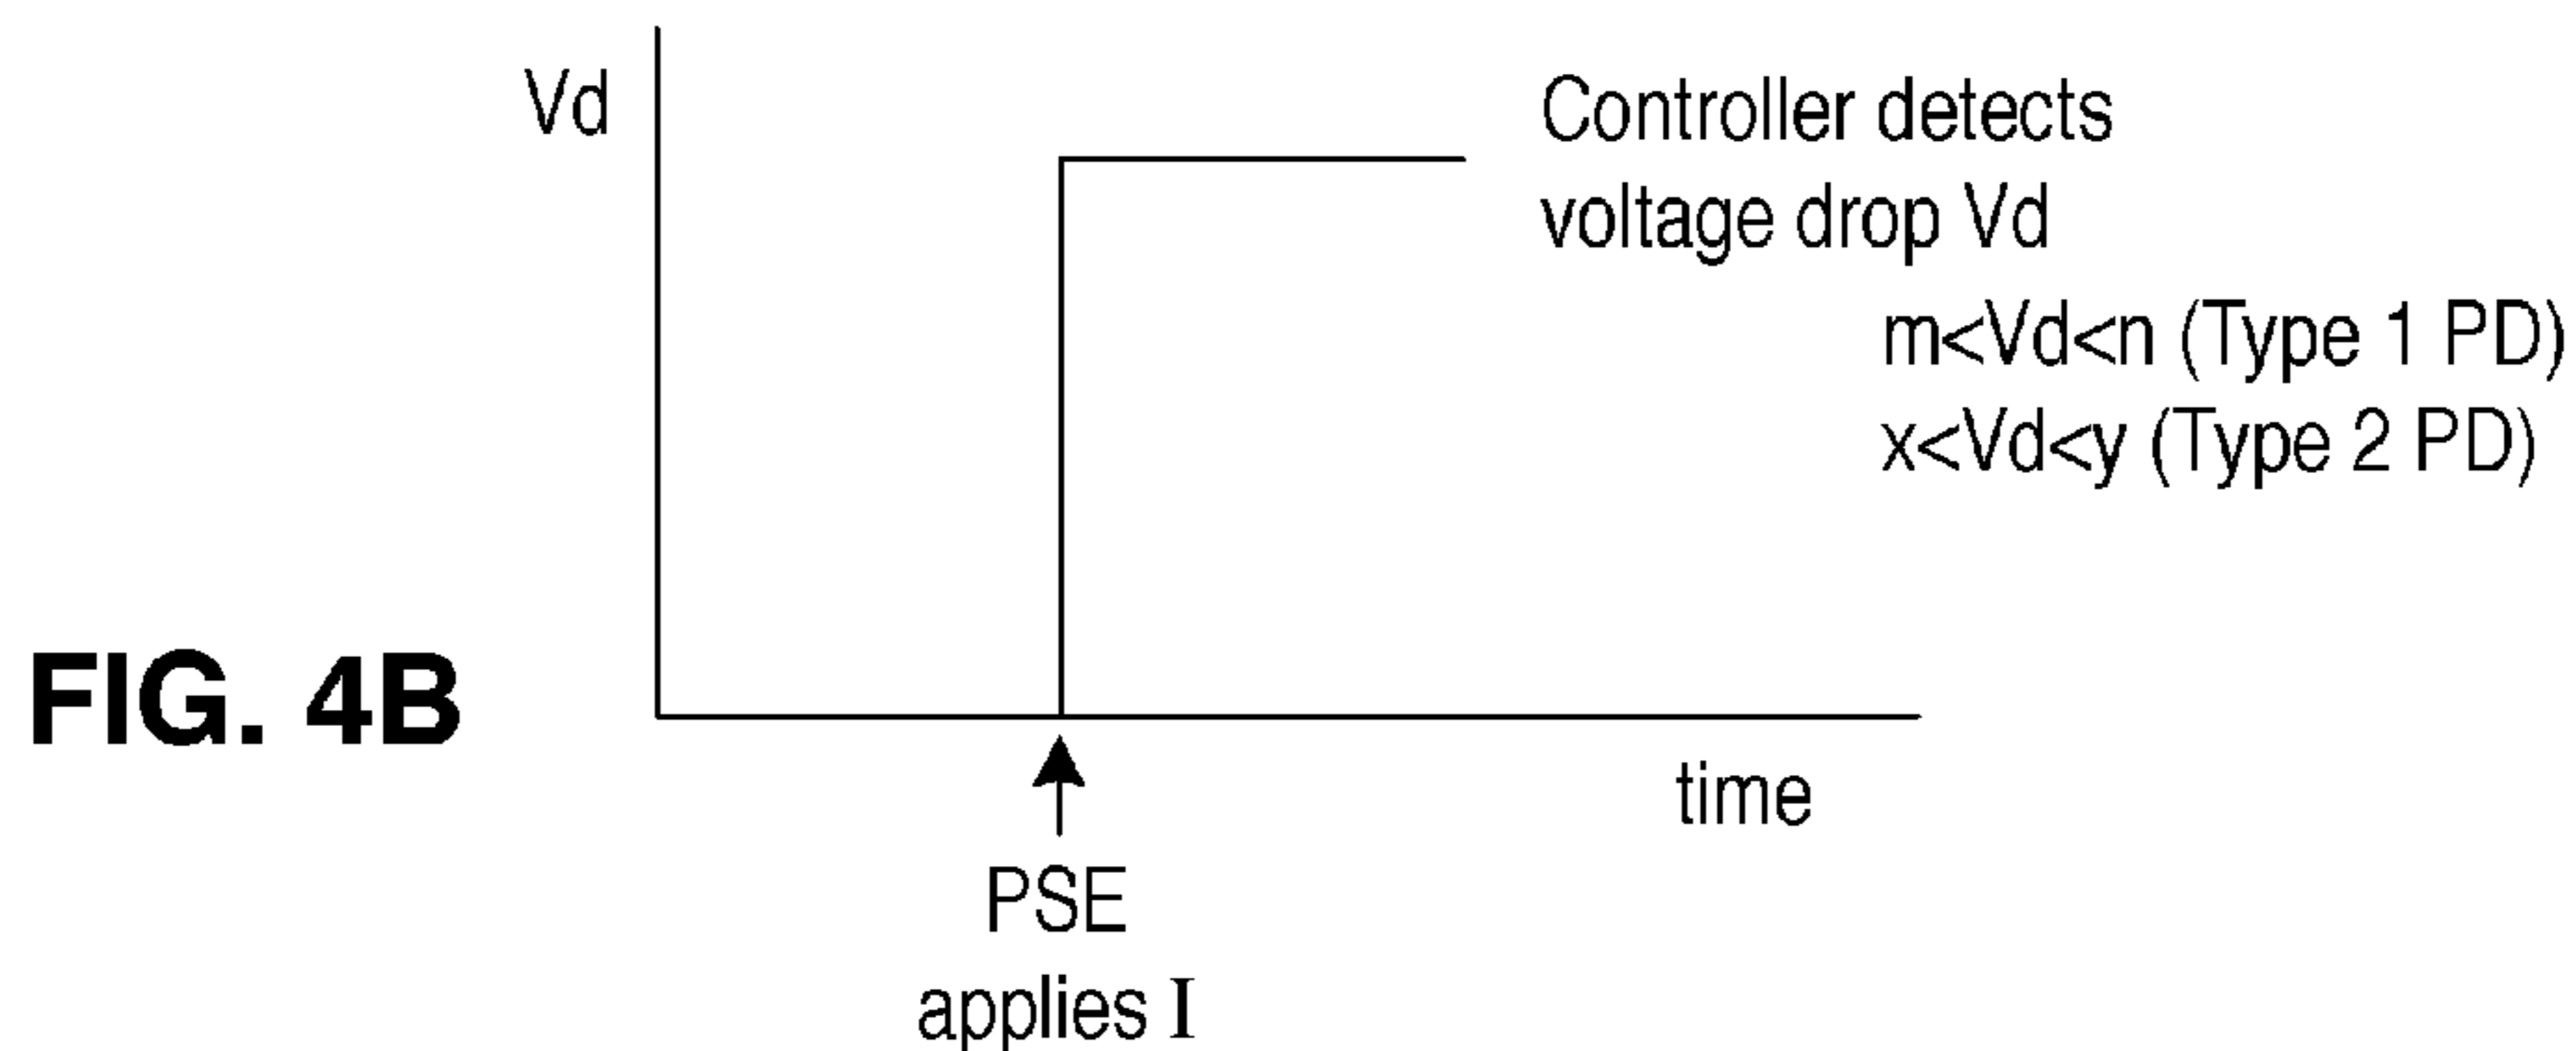 Vd
Controller detects
voltage drop Vd
m<Vd<n (Type 1 PD)
x<Vd<y (Type 2 PD)
FIG. 4B
time
PSE
applies I